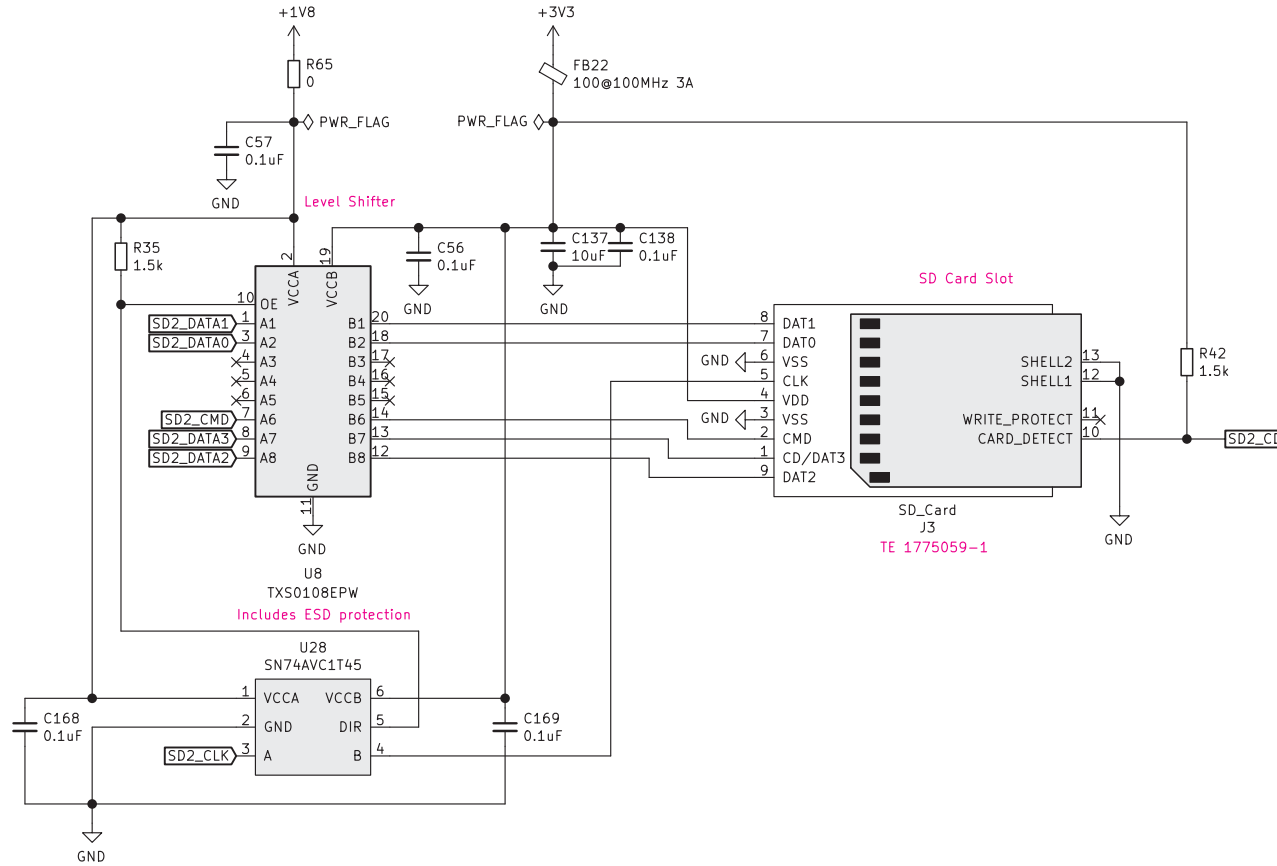 +1V8
+3V3
R65
0
FB22
100@100MHz 3A
PWR_FLAG
PWR_FLAG
C57
0.1uF
GND
Level Shifter
R35
1.5k
2
VCCA
19
VCCB
C56
0.1uF
GND
C137
10uF
C138
0.1uF
GND
SD Card Slot
10 OE
SD2_DATA1 1 A1 B1 20
SD2_DATA0 3 A2 B2 18
4 A3 B3 17
5 A4 B4 16
6 A5 B5 15
SD2_CMD 7 A6 B6 14
SD2_DATA3 8 A7 B7 13
SD2_DATA2 9 A8 B8 12
GND
11
GND
U8
TXS0108EPW
Includes ESD protection
8 DAT1
7 DAT0
GND 6 VSS
5 CLK
4 VDD
GND 3 VSS
2 CMD
1 CD/DAT3
9 DAT2
SHELL2 13
SHELL1 12
WRITE_PROTECT 11
CARD_DETECT 10
R42
1.5k
SD2_CD
GND
SD_Card
J3
TE 1775059-1
U28
SN74AVC1T45
1 VCCA VCCB 6
2 GND DIR 5
SD2_CLK 3 A B 4
C168
0.1uF
C169
0.1uF
GND